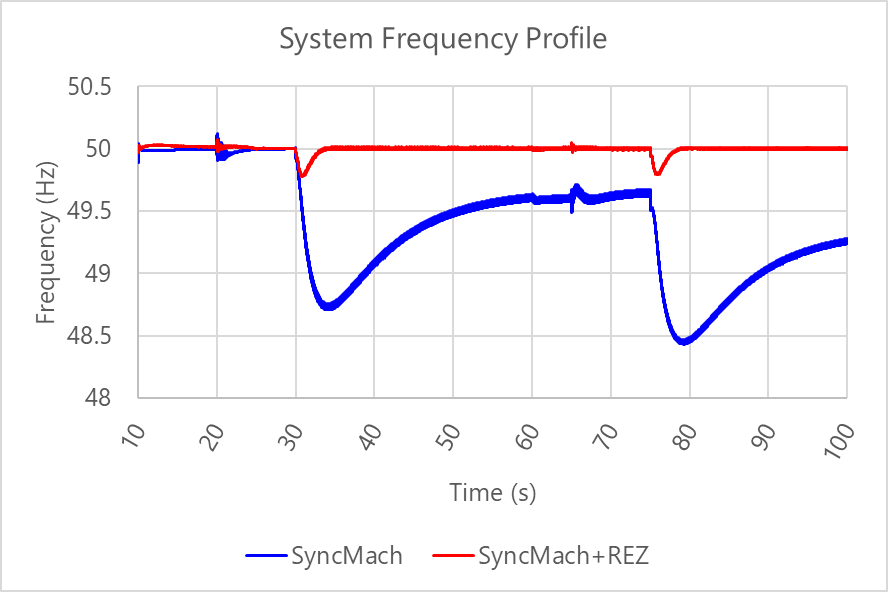 System Frequency Profile
50.5
50
49.5
49
48.5
48
Frequency (Hz)
10 20 30 40 50 60 70 80 90 100
Time (s)
SyncMach SyncMach+REZ